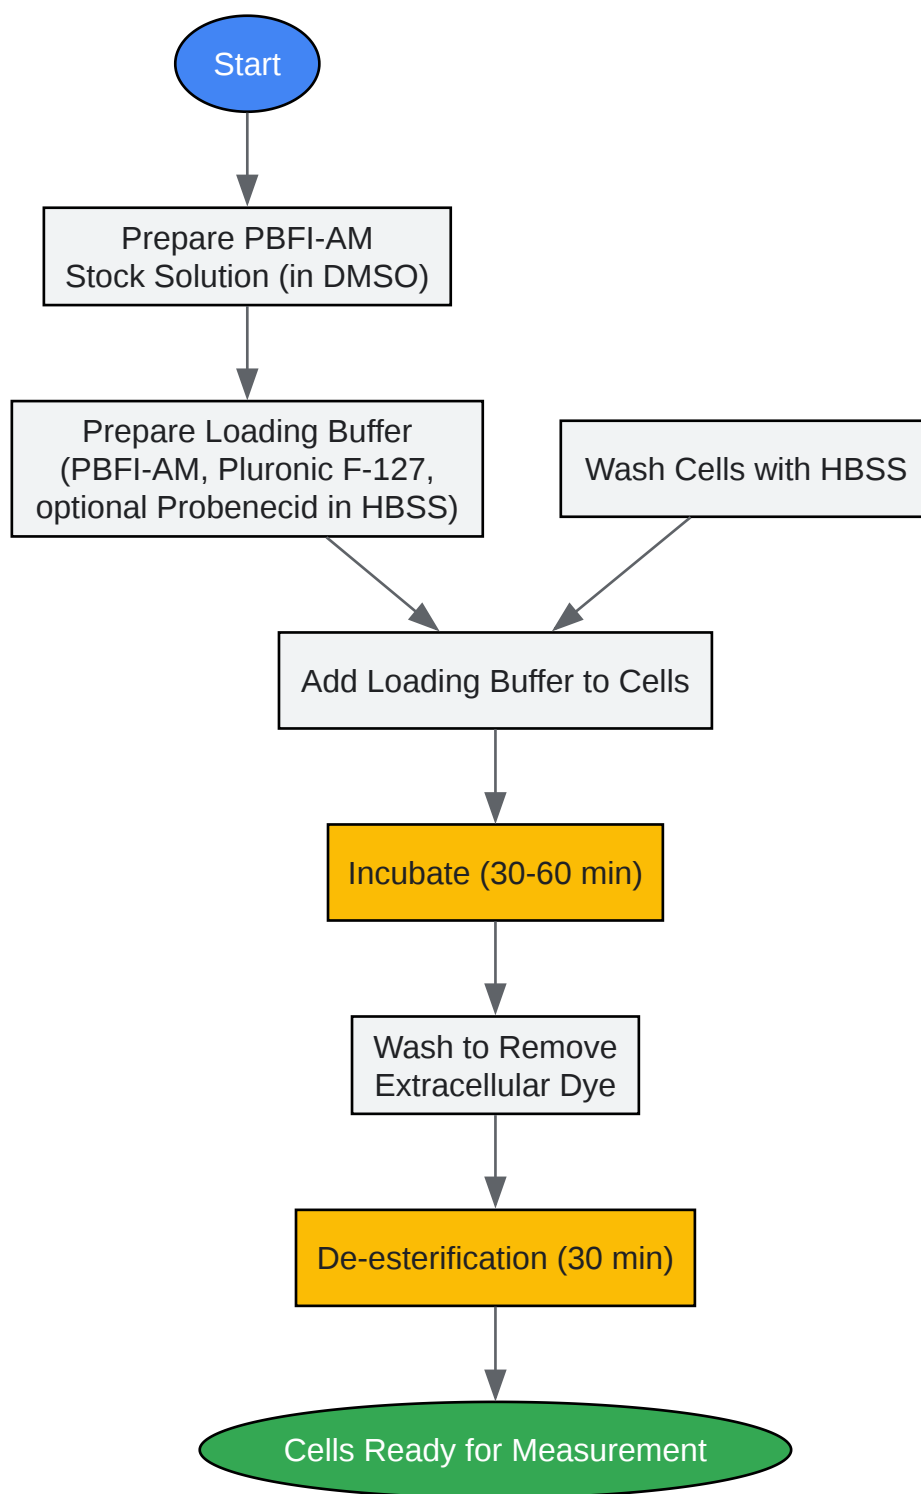 Start
Prepare PBFI-AM
Stock Solution (in DMSO)
Prepare Loading Buffer
(PBFI-AM, Pluronic F-127,
optional Probenecid in HBSS)
Wash Cells with HBSS
Add Loading Buffer to Cells
Incubate (30-60 min)
Wash to Remove
Extracellular Dye
De-esterification (30 min)
Cells Ready for Measurement